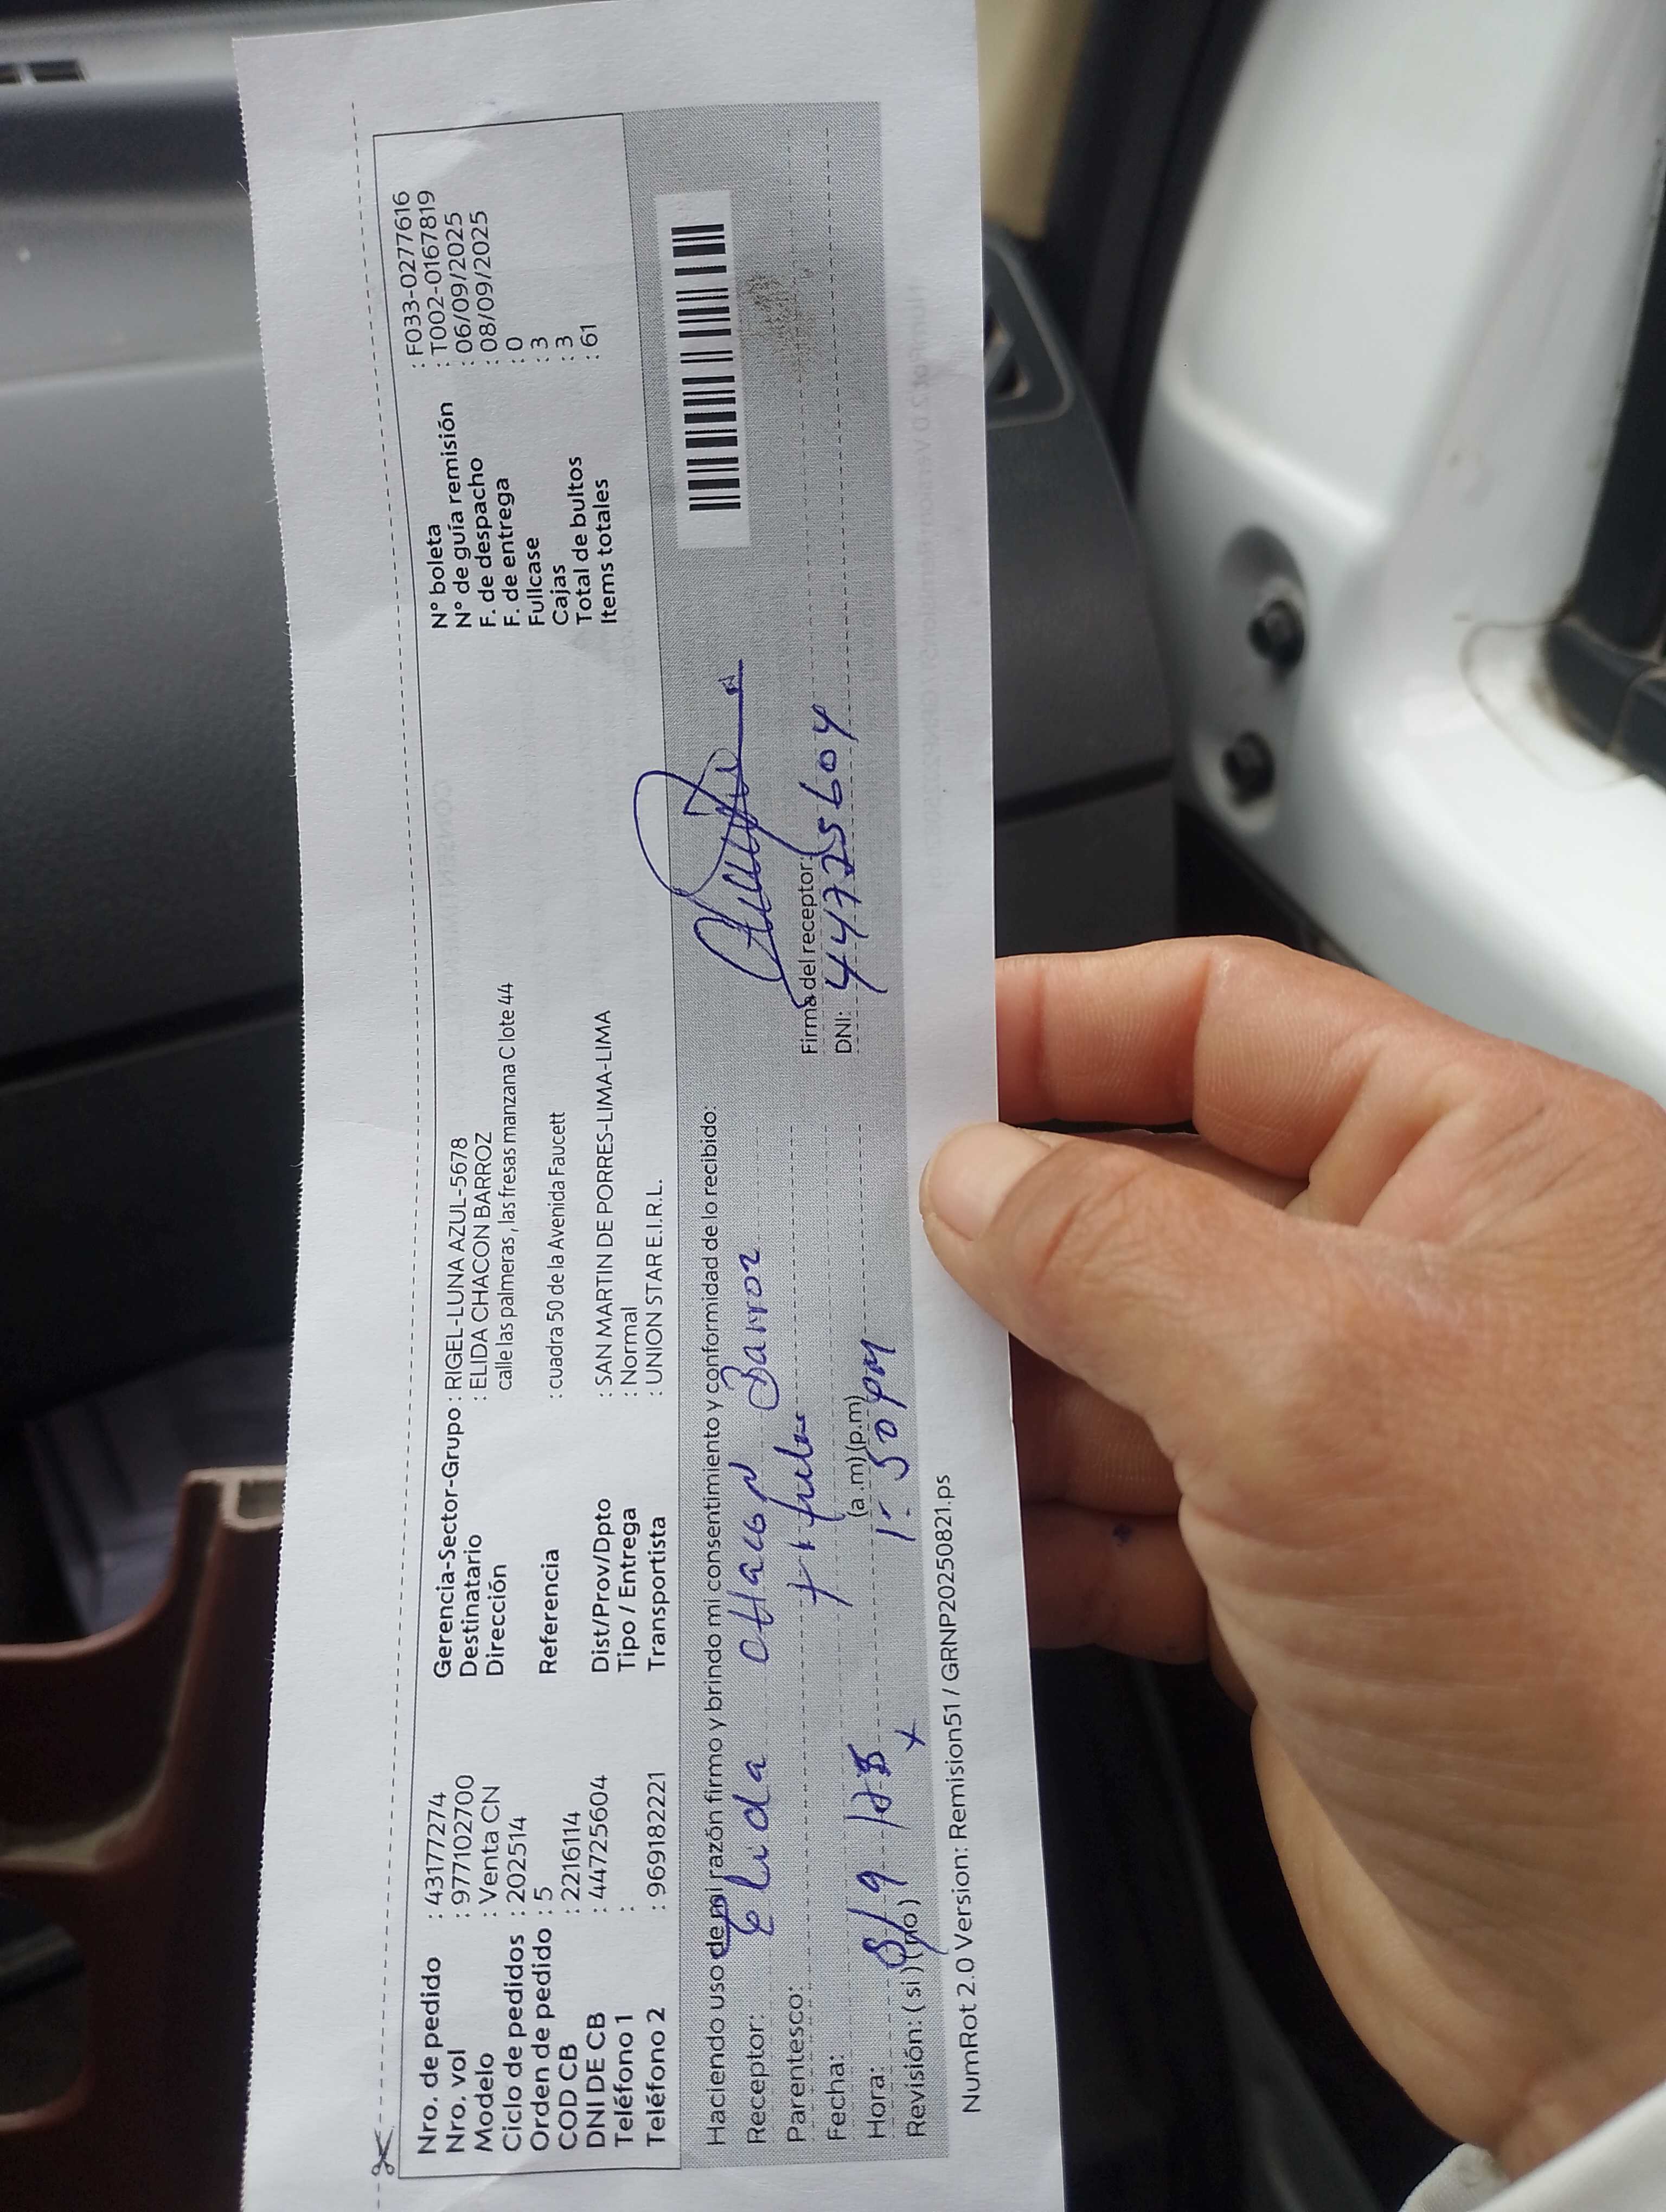 Nro. de pedido : 43177274
Nro. vol : 977102700
Modelo : Venta CN
Ciclo de pedidos : 202514
Orden de pedido : 5
COD CB : 2216114
DNI DE CB : 44725604
Teléfono 1 :
Teléfono 2 : 969182221
Gerencia-Sector-Grupo : RIGEL-LUNA AZUL-5678
Destinatario : ELIDA CHACON BARROZ
Dirección calle las palmeras , las fresas manzana C lote 44
Referencia : cuadra 50 de la Avenida Faucett
Dist/Prov/Dpto : SAN MARTIN DE PORRES-LIMA-LIMA
Tipo / Entrega : Normal
Transportista : UNION STAR E.I.R.L.
N° boleta : F033-0277616
N° de guía remisión : T002-0167819
F. de despacho : 06/09/2025
F. de entrega : 08/09/2025
Fullcase : 0
Cajas : 3
Total de bultos : 3
Items totales : 61
Haciendo uso de mi razón firmo y brindo mi consentimiento y conformidad de lo recibido:
Receptor: Elida Chacon Barroz
Parentesco:
Fecha: 8/9/25
Hora: (a.m) (p.m) 1:50 pm
Revisión: ( si ) ( no ) x
Firma del receptor:
DNI: 44725604
NumRot 2.0 Version: Remision51 / GRNP20250821.ps